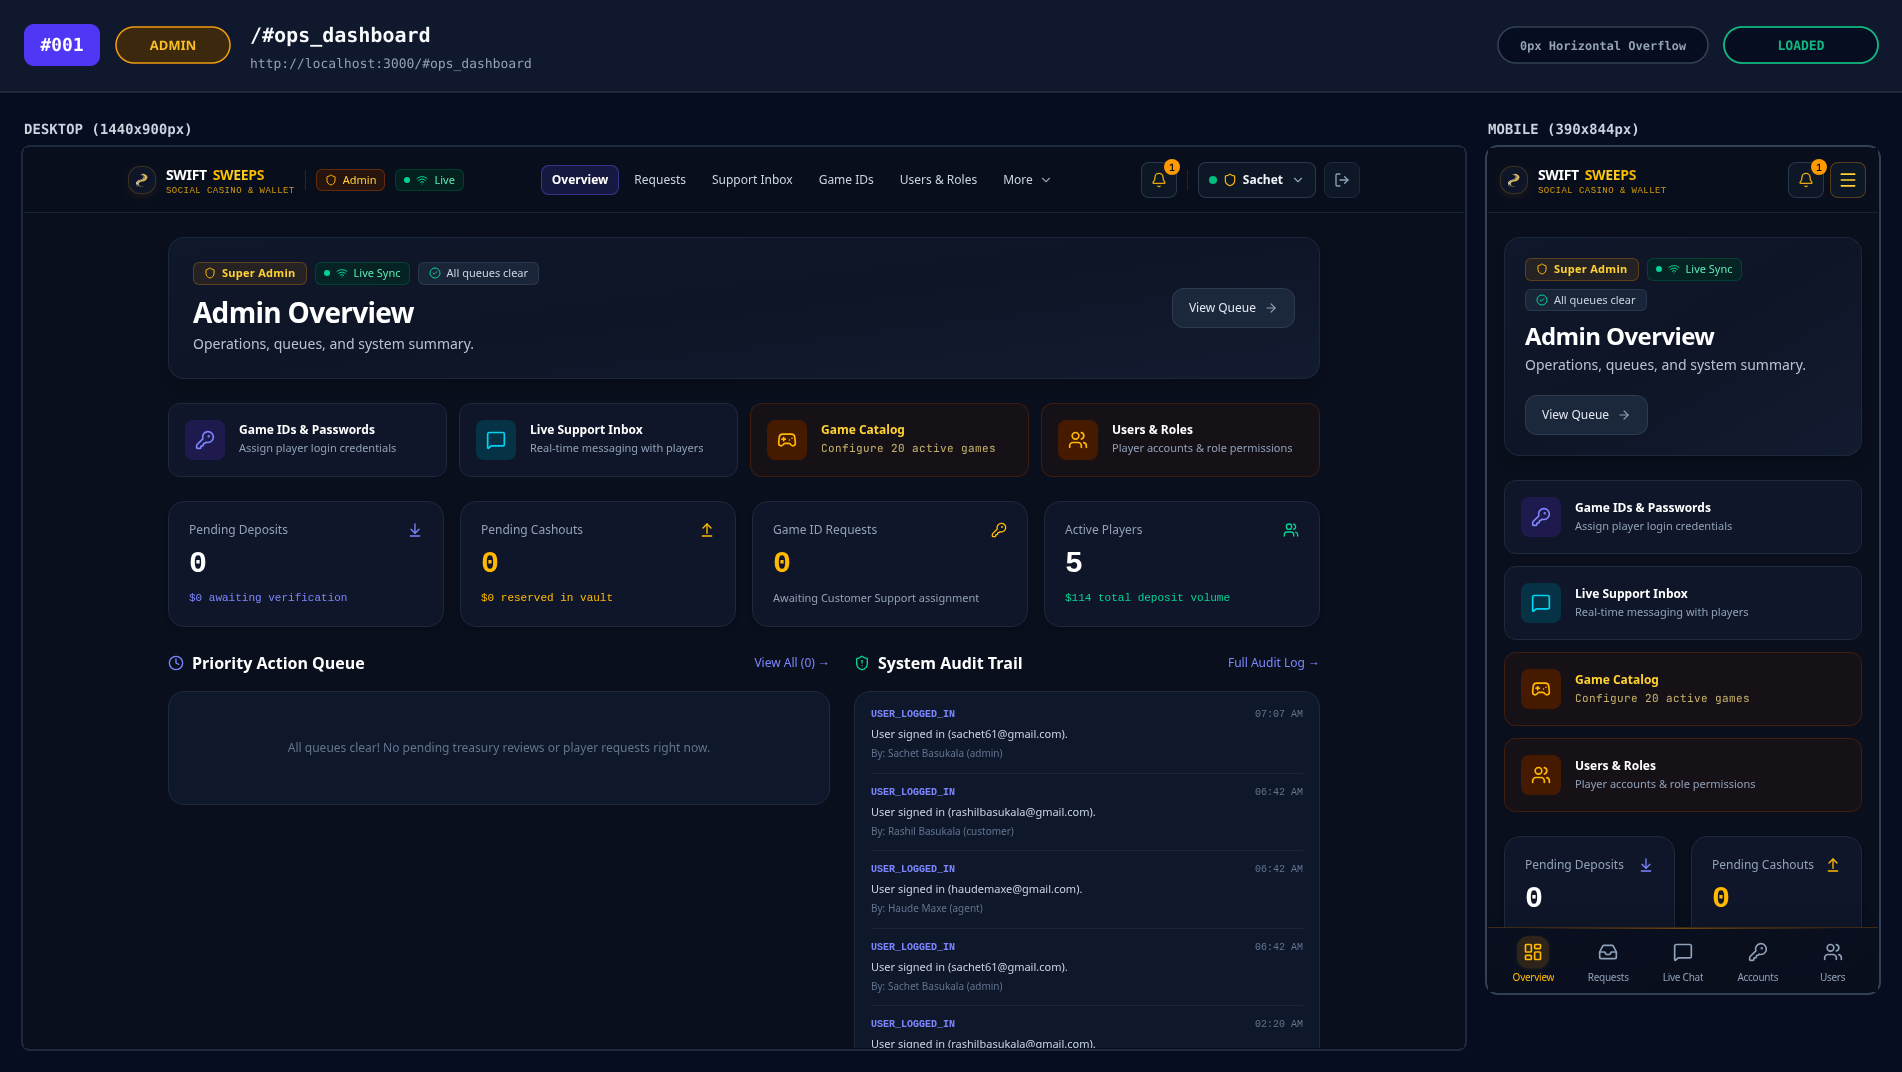 #001
ADMIN
/#ops_dashboard
http://localhost:3000/#ops_dashboard
0px Horizontal Overflow
LOADED
DESKTOP (1440x900px)
SWIFT SWEEPS
SOCIAL CASINO & WALLET
Admin
Live
Overview
Requests
Support Inbox
Game IDs
Users & Roles
More
1
Sachet
Super Admin
Live Sync
All queues clear
Admin Overview
Operations, queues, and system summary.
View Queue
Game IDs & Passwords
Assign player login credentials
Live Support Inbox
Real-time messaging with players
Game Catalog
Configure 20 active games
Users & Roles
Player accounts & role permissions
Pending Deposits
0
$0 awaiting verification
Pending Cashouts
0
$0 reserved in vault
Game ID Requests
0
Awaiting Customer Support assignment
Active Players
5
$114 total deposit volume
Priority Action Queue
View All (0) →
All queues clear! No pending treasury reviews or player requests right now.
System Audit Trail
Full Audit Log →
USER_LOGGED_IN
07:07 AM
User signed in (sachet61@gmail.com).
By: Sachet Basukala (admin)
USER_LOGGED_IN
06:42 AM
User signed in (rashilbasukala@gmail.com).
By: Rashil Basukala (customer)
USER_LOGGED_IN
06:42 AM
User signed in (haudemaxe@gmail.com).
By: Haude Maxe (agent)
USER_LOGGED_IN
06:42 AM
User signed in (sachet61@gmail.com).
By: Sachet Basukala (admin)
USER_LOGGED_IN
02:20 AM
User signed in (rashilbasukala@gmail.com).
MOBILE (390x844px)
SWIFT SWEEPS
SOCIAL CASINO & WALLET
1
Super Admin
Live Sync
All queues clear
Admin Overview
Operations, queues, and system summary.
View Queue
Game IDs & Passwords
Assign player login credentials
Live Support Inbox
Real-time messaging with players
Game Catalog
Configure 20 active games
Users & Roles
Player accounts & role permissions
Pending Deposits
0
Pending Cashouts
0
Overview
Requests
Live Chat
Accounts
Users